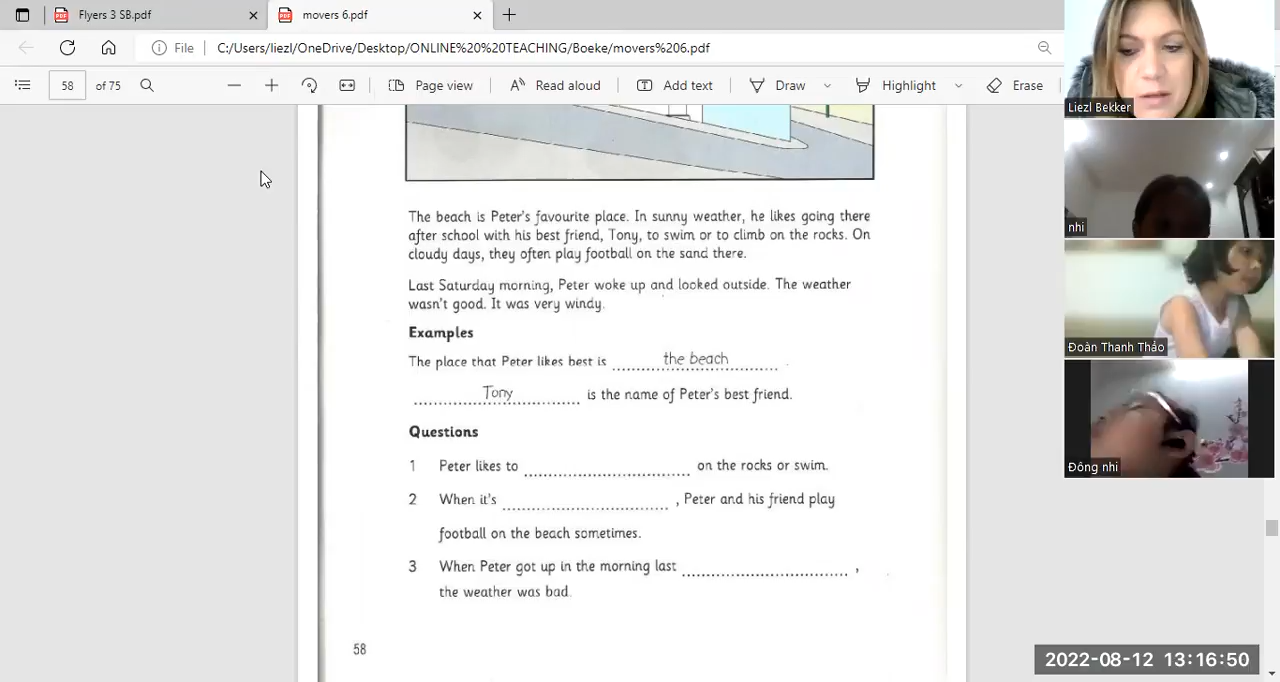 Flyers 3 SB.pdf
movers 6.pdf
File
C:/Users/liezl/OneDrive/Desktop/ONLINE%20%20TEACHING/Boeke/movers%206.pdf
58 of 75
Page view
Read aloud
Add text
Draw
Highlight
Erase
The beach is Peter's favourite place. In sunny weather, he likes going there
after school with his best friend, Tony, to swim or to climb on the rocks. On
cloudy days, they often play football on the sand there.
Last Saturday morning, Peter woke up and looked outside. The weather
wasn't good. It was very windy.
Examples
The place that Peter likes best is the beach .
Tony is the name of Peter's best friend.
Questions
1 Peter likes to ............ on the rocks or swim.
2 When it's ............ , Peter and his friend play
football on the beach sometimes.
3 When Peter got up in the morning last ............ ,
the weather was bad.
58
Liezl Bekker
nhi
Đoàn Thanh Thảo
Đông nhi
2022-08-12 13:16:50